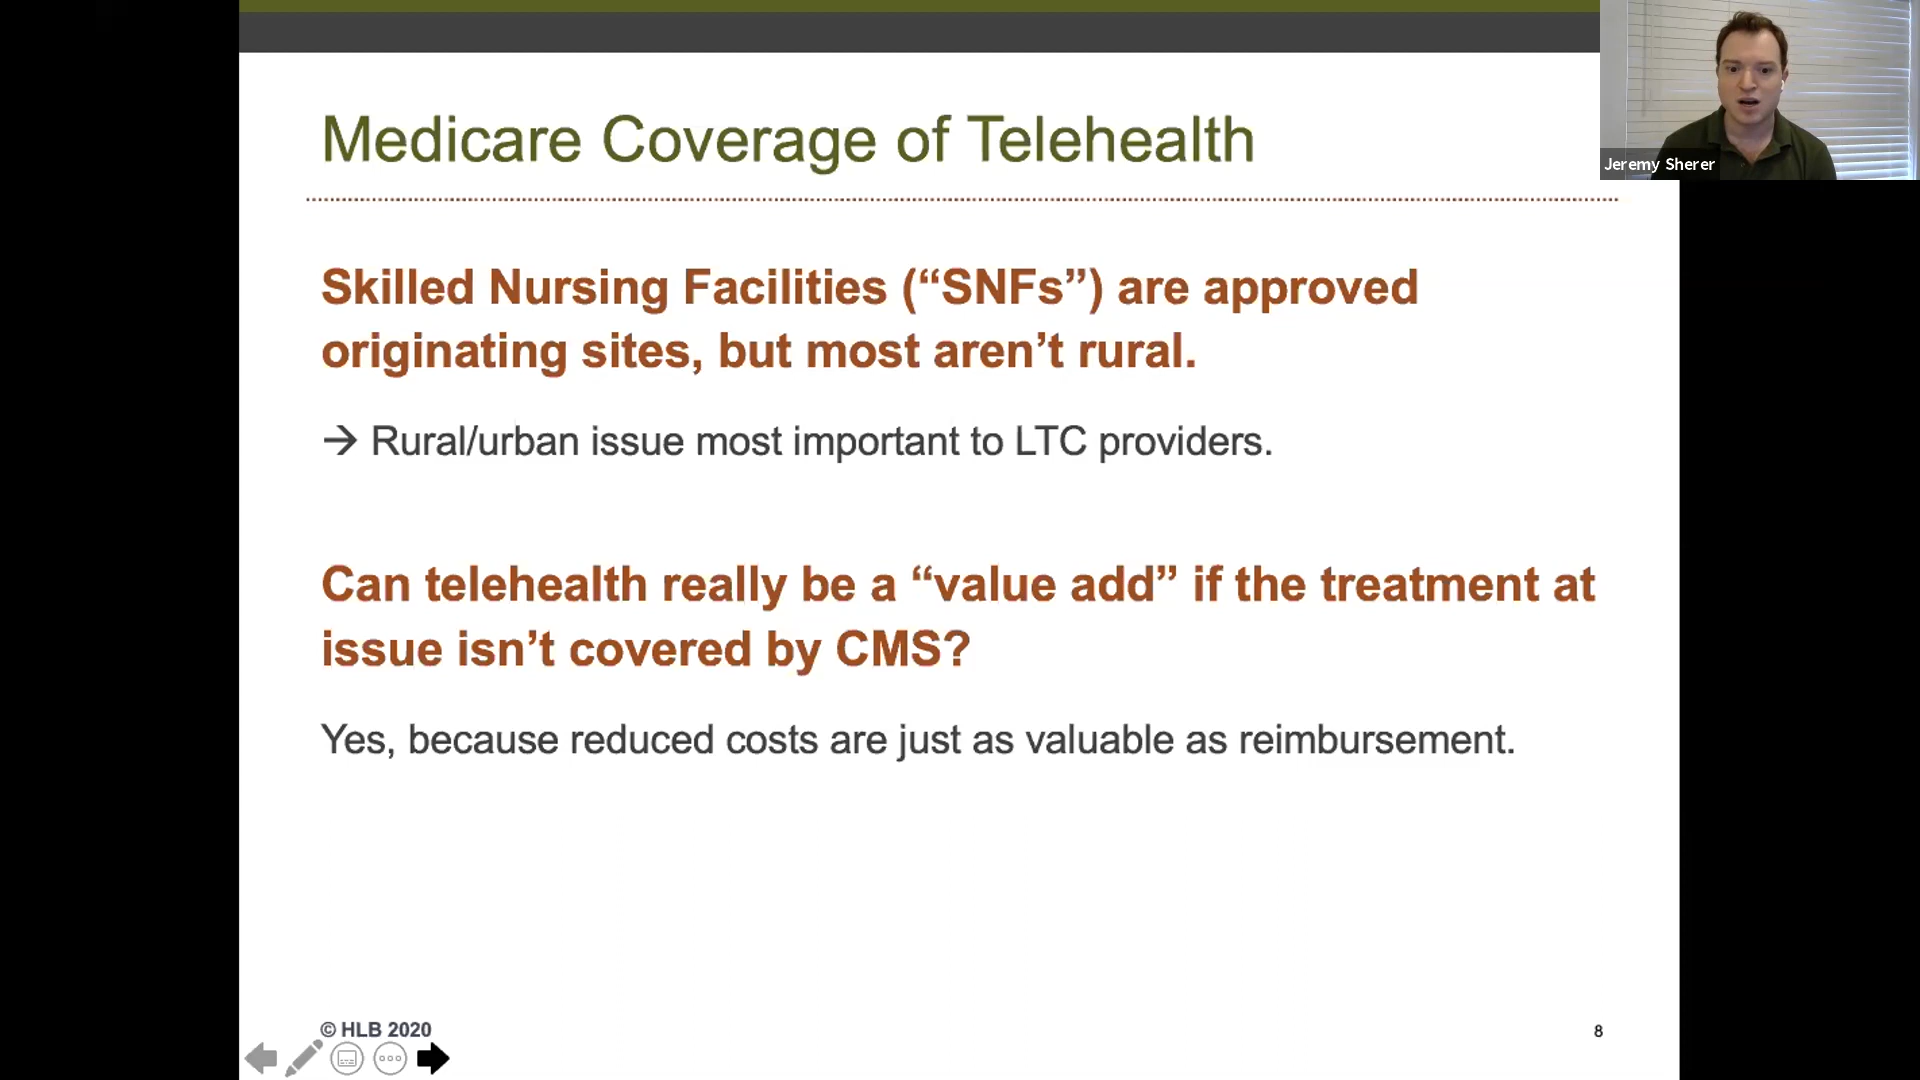 Medicare Coverage of Telehealth
Jeremy Sherer
Skilled Nursing Facilities (“SNFs”) are approved
originating sites, but most aren’t rural.
→ Rural/urban issue most important to LTC providers.
Can telehealth really be a “value add” if the treatment at
issue isn’t covered by CMS?
Yes, because reduced costs are just as valuable as reimbursement.
© HLB 2020
8